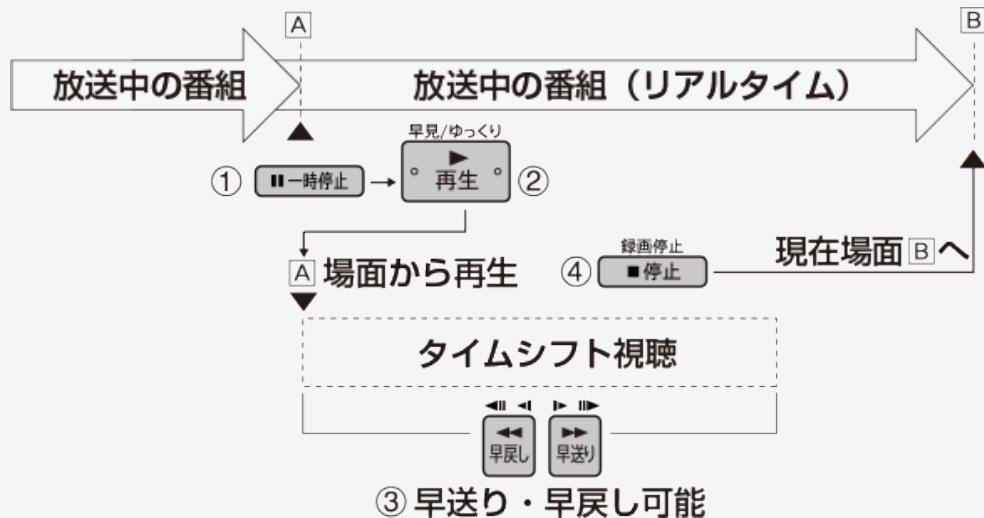 A
B
放送中の番組
放送中の番組（リアルタイム）
早見/ゆっくり
① 一時停止
再生 ②
A 場面から再生
録画停止
④ ■停止
現在場面 B へ
タイムシフト視聴
早戻し
早送り
③ 早送り・早戻し可能